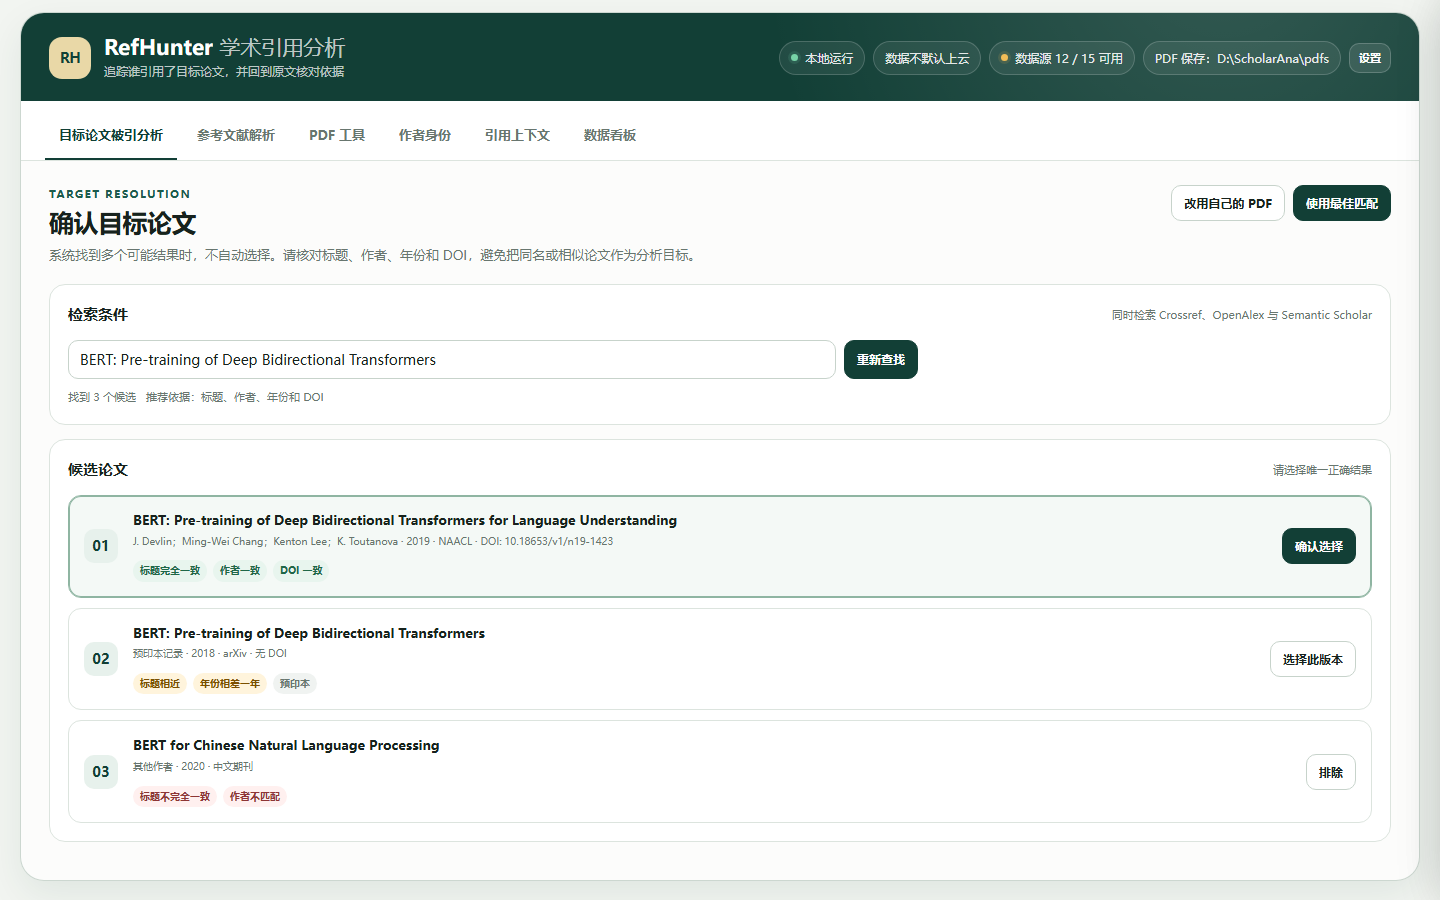 RH
RefHunter 学术引用分析
追踪谁引用了目标论文，并回到原文核对依据
本地运行
数据不默认上云
数据源 12 / 15 可用
PDF 保存：D:\ScholarAna\pdfs
设置
目标论文被引分析
参考文献解析
PDF 工具
作者身份
引用上下文
数据看板
TARGET RESOLUTION
确认目标论文
系统找到多个可能结果时，不自动选择。请核对标题、作者、年份和 DOI，避免把同名或相似论文作为分析目标。
改用自己的 PDF
使用最佳匹配
检索条件
同时检索 Crossref、OpenAlex 与 Semantic Scholar
BERT: Pre-training of Deep Bidirectional Transformers
重新查找
找到 3 个候选 推荐依据：标题、作者、年份和 DOI
候选论文
请选择唯一正确结果
01
BERT: Pre-training of Deep Bidirectional Transformers for Language Understanding
J. Devlin；Ming-Wei Chang；Kenton Lee；K. Toutanova · 2019 · NAACL · DOI: 10.18653/v1/n19-1423
标题完全一致
作者一致
DOI 一致
确认选择
02
BERT: Pre-training of Deep Bidirectional Transformers
预印本记录 · 2018 · arXiv · 无 DOI
标题相近
年份相差一年
预印本
选择此版本
03
BERT for Chinese Natural Language Processing
其他作者 · 2020 · 中文期刊
标题不完全一致
作者不匹配
排除